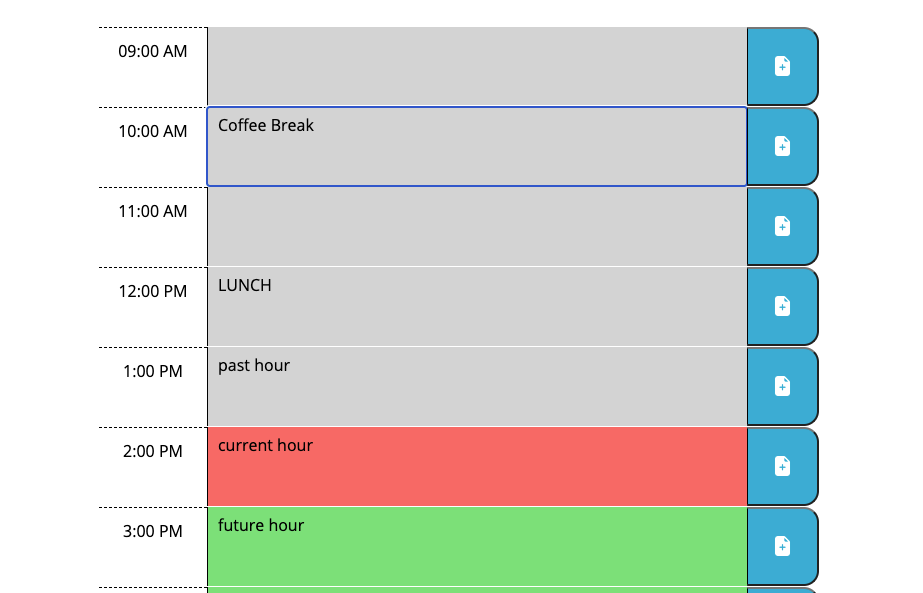 09:00 AM
10:00 AM Coffee Break
11:00 AM
12:00 PM LUNCH
1:00 PM past hour
2:00 PM current hour
3:00 PM future hour